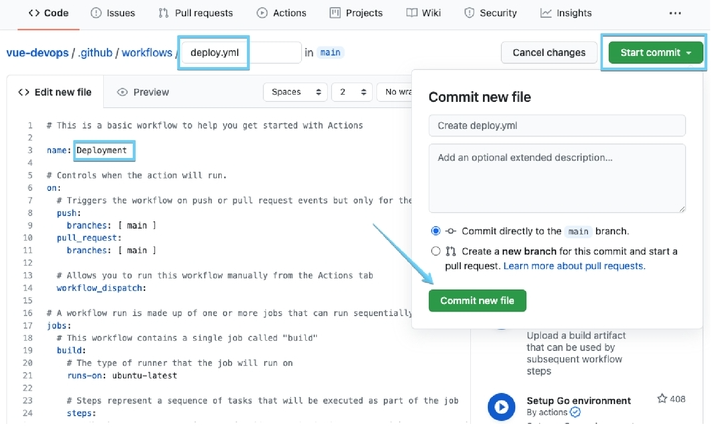 Code
Issues
Pull requests
Actions
Projects
Wiki
Security
Insights
...
vue-devops / .github / workflows / deploy.yml in main
Cancel changes
Start commit
Edit new file
Preview
Spaces
2
No wra
1 # This is a basic workflow to help you get started with Actions
2
3 name: Deployment
4
5 # Controls when the action will run.
6 on:
7 # Triggers the workflow on push or pull request events but only for the
8 push:
9 branches: [ main ]
10 pull_request:
11 branches: [ main ]
12
13 # Allows you to run this workflow manually from the Actions tab
14 workflow_dispatch:
15
16 # A workflow run is made up of one or more jobs that can run sequentially
17 jobs:
18 # This workflow contains a single job called "build"
19 build:
20 # The type of runner that the job will run on
21 runs-on: ubuntu-latest
22
23 # Steps represent a sequence of tasks that will be executed as part of the job
24 steps:
Commit new file
Create deploy.yml
Add an optional extended description...
Commit directly to the main branch.
Create a new branch for this commit and start a
pull request. Learn more about pull requests.
Commit new file
Upload a build artifact
that can be used by
subsequent workflow
steps
Setup Go environment
408
By actions